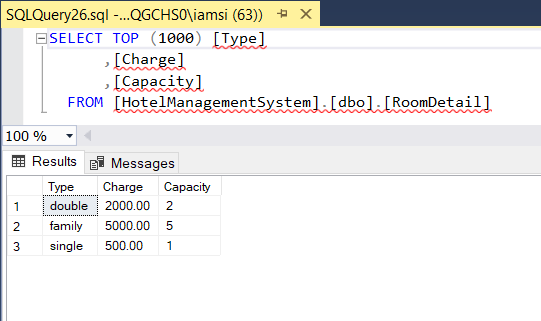 SQLQuery26.sql -...QGCHS0\iamsi (63))
SELECT TOP (1000) [Type]
,[Charge]
,[Capacity]
FROM [HotelManagementSystem].[dbo].[RoomDetail]
100 %
Results Messages
Type Charge Capacity
1 double 2000.00 2
2 family 5000.00 5
3 single 500.00 1